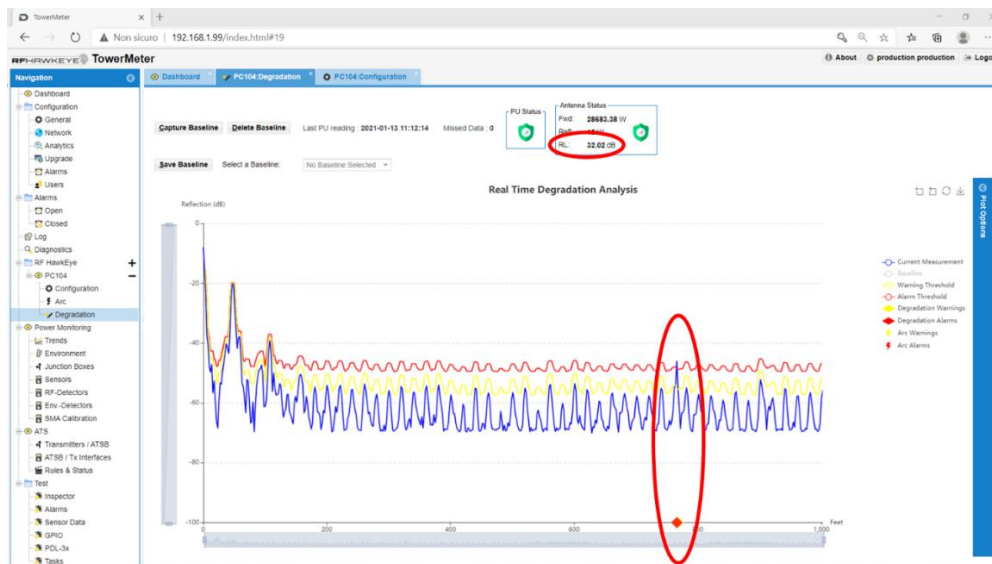 TowerMeter
Non sicuro | 192.168.1.99/index.html#19
RFHAWKEYE TowerMeter
About production production Logo
Navigation
Dashboard PC104:Degradation PC104:Configuration
Dashboard
Configuration
General
Network
Analytics
Upgrade
Alarms
Users
Alarms
Open
Closed
Log
Diagnostics
RF HawkEye
PC104
Configuration
Arc
Degradation
Power Monitoring
Trends
Environment
Junction Boxes
Sensors
RF-Detectors
Env-Detectors
SMA Calibration
ATS
Transmitters / ATSB
ATSB / Tx Interfaces
Rules & Status
Test
Inspector
Alarms
Sensor Data
GPIO
PDL-3x
Tasks
Capture Baseline Delete Baseline Last PU reading : 2021-01-13 11:12:14 Missed Data : 0
PU Status
Antenna Status
Fwd: 28683.38 W
RL: 32.02 dB
Save Baseline Select a Baseline: No Baseline Selected
Real Time Degradation Analysis
Reflection (dB)
0
-20
-40
-60
-80
-100
0 200 400 600 800 1,000
Feet
Current Measurement
Baseline
Warning Threshold
Alarm Threshold
Degradation Warnings
Degradation Alarms
Arc Warnings
Arc Alarms
Plot Options